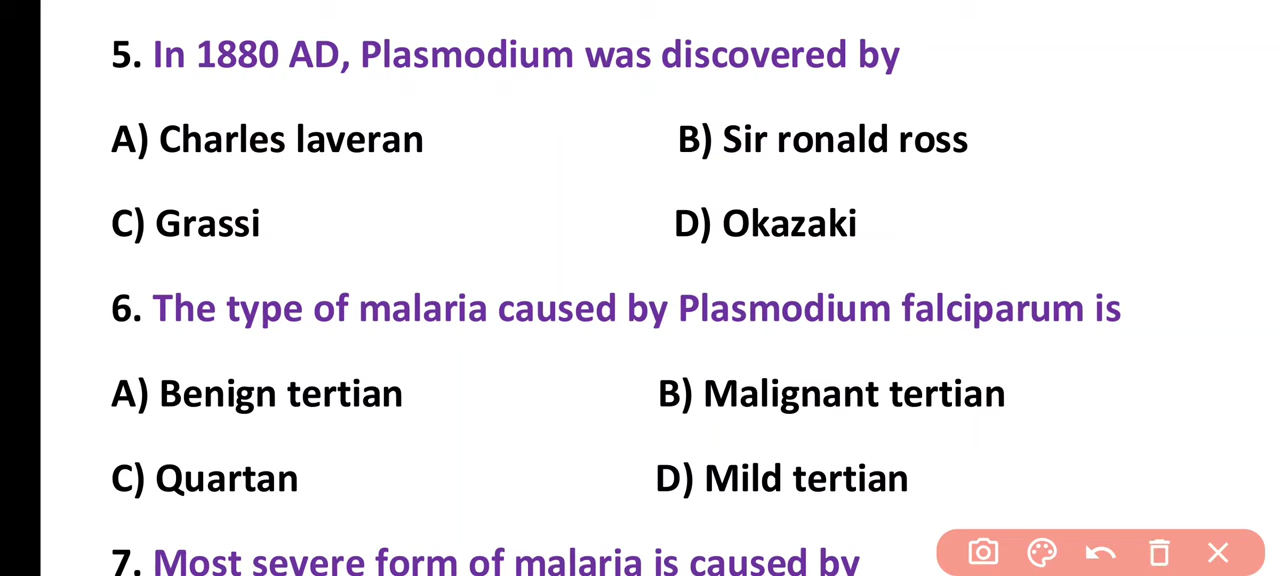 5. In 1880 AD, Plasmodium was discovered by
A) Charles laveran B) Sir ronald ross
C) Grassi D) Okazaki
6. The type of malaria caused by Plasmodium falciparum is
A) Benign tertian B) Malignant tertian
C) Quartan D) Mild tertian
7. Most severe form of malaria is caused by